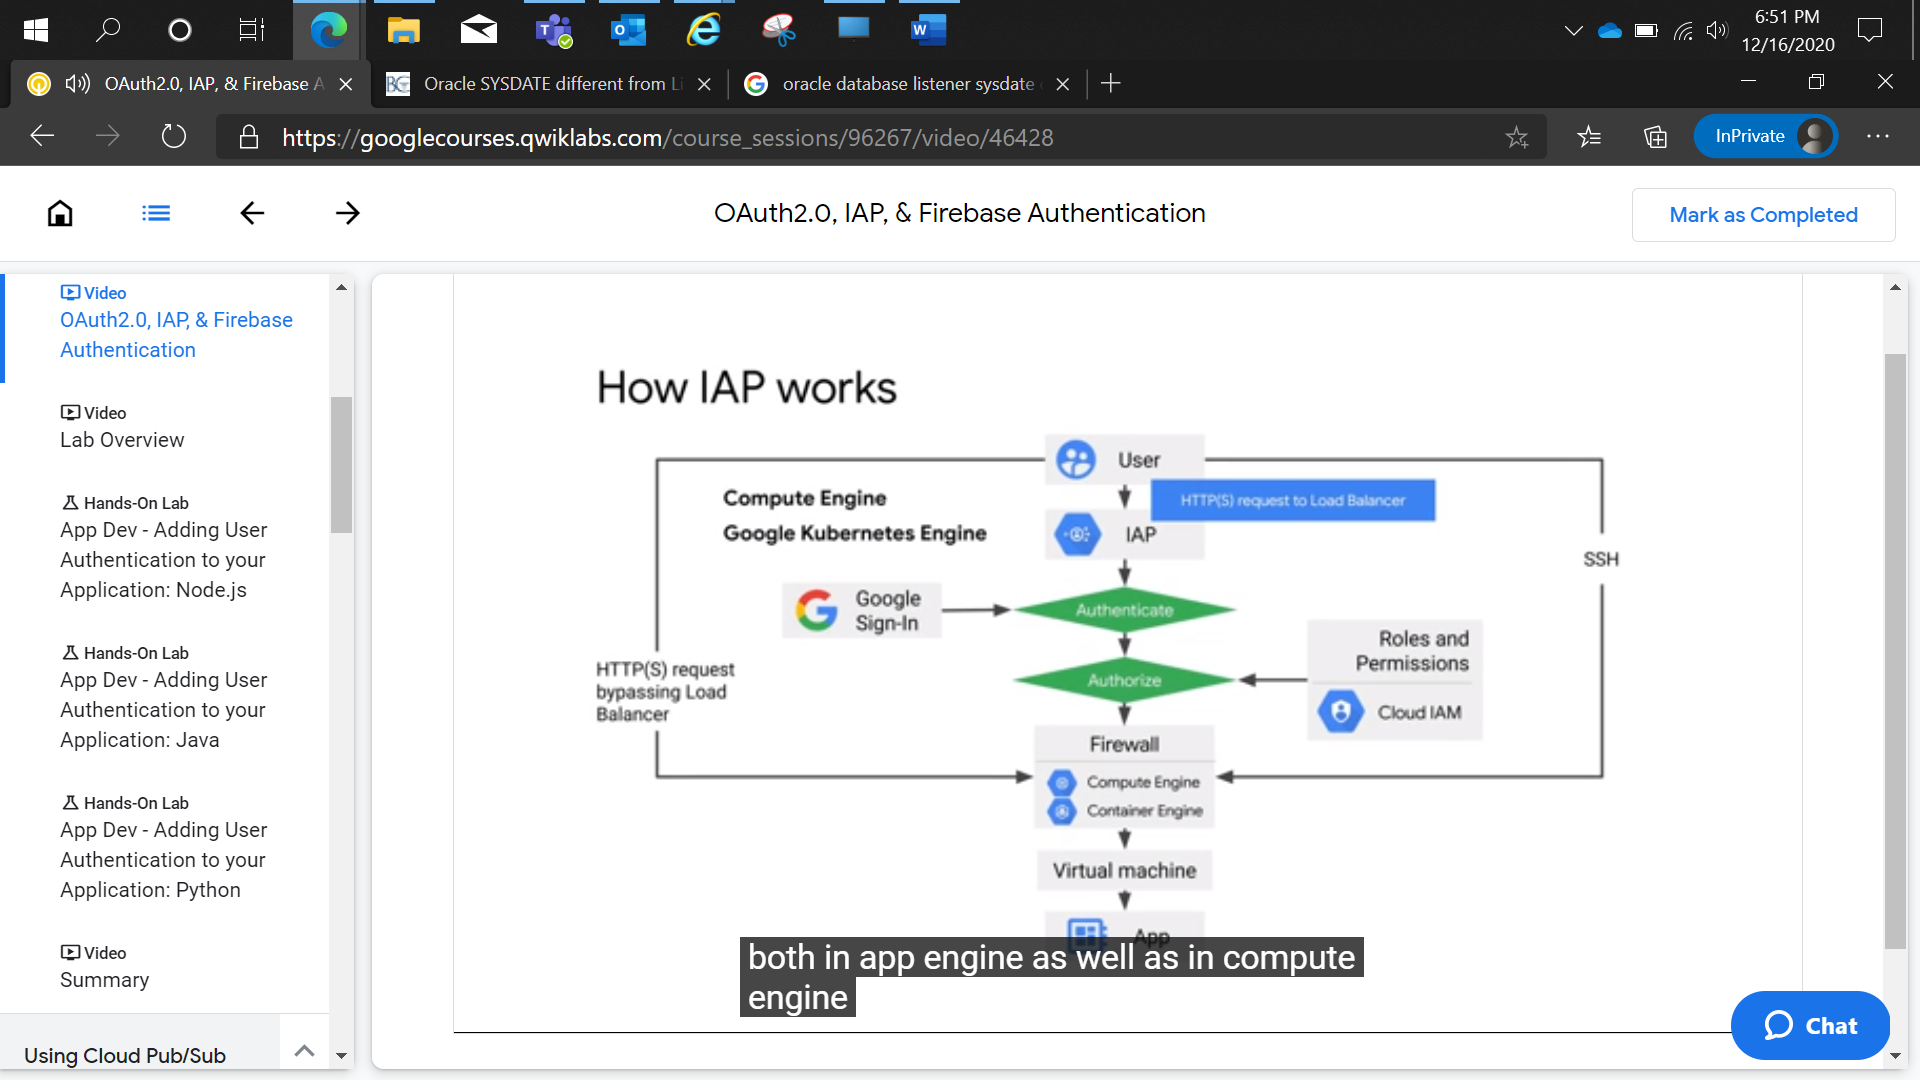 6:51 PM
12/16/2020
OAuth2.0, IAP, & Firebase A
Oracle SYSDATE different from Li
oracle database listener sysdate
https://googlecourses.qwiklabs.com/course_sessions/96267/video/46428
InPrivate
OAuth2.0, IAP, & Firebase Authentication
Mark as Completed
Video
OAuth2.0, IAP, & Firebase
Authentication
Video
Lab Overview
Hands-On Lab
App Dev - Adding User
Authentication to your
Application: Node.js
Hands-On Lab
App Dev - Adding User
Authentication to your
Application: Java
Hands-On Lab
App Dev - Adding User
Authentication to your
Application: Python
Video
Summary
Using Cloud Pub/Sub
How IAP works
User
Compute Engine
HTTP(S) request to Load Balancer
Google Kubernetes Engine
IAP
SSH
Google
Sign-In
Authenticate
Roles and
Permissions
HTTP(S) request
bypassing Load
Balancer
Authorize
Cloud IAM
Firewall
Compute Engine
Container Engine
Virtual machine
App
both in app engine as well as in compute
engine
Chat